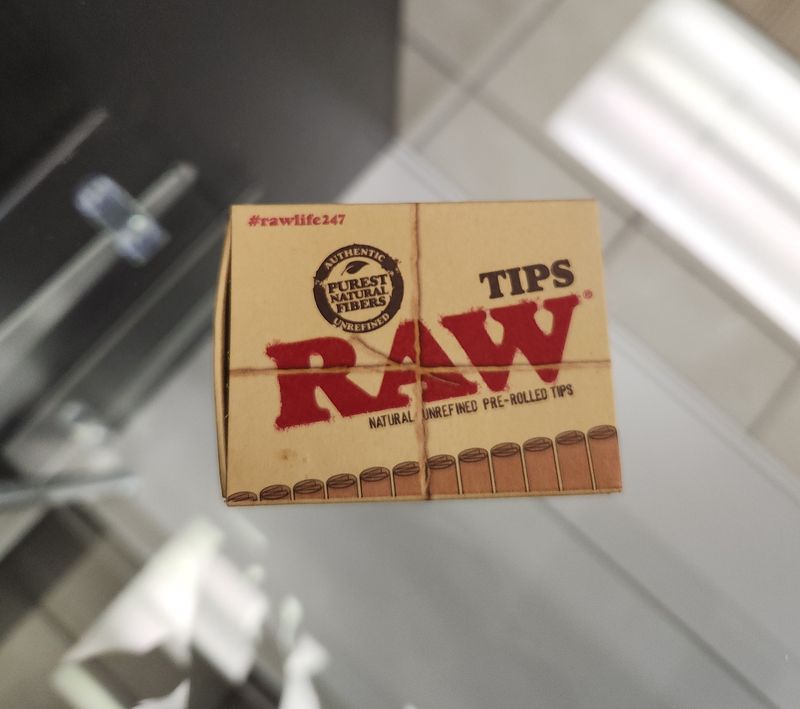 #rawlife247
AUTHENTIC
PUREST
NATURAL
FIBERS
UNREFINED
TIPS
RAW®
NATURAL UNREFINED PRE-ROLLED TIPS